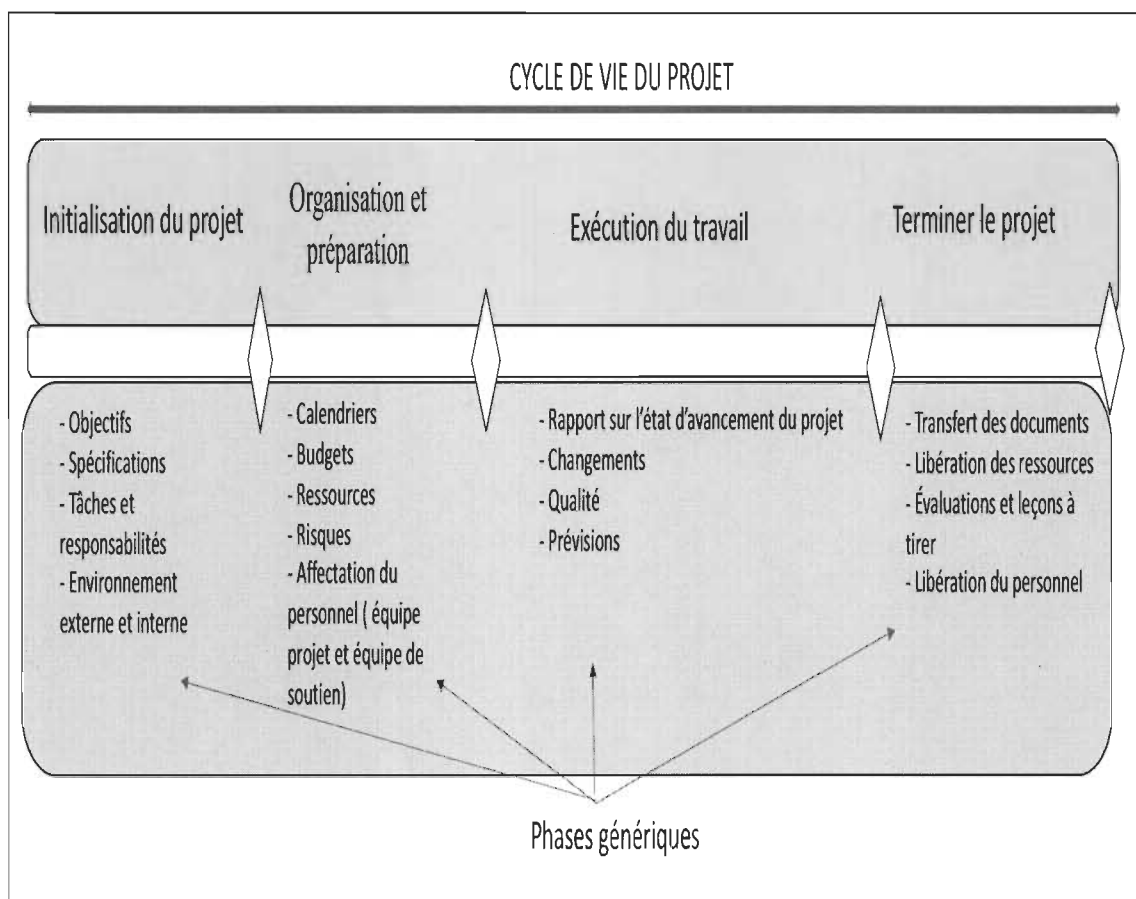 CYCLE DE VIE DU PROJET
Initialisation du projet
Organisation et
préparation
Exécution du travail
Terminer le projet
- Objifs
- Spécifications
- Tâches et
responsabilités
- Environnement
externe et interne
- Calendriers
- Budgets
- Ressources
- Risques
- Affectation du
personnel ( équipe
projet et équipe de
soutien)
- Rapport sur l'état d'avancement du projet
- Changements
- Qualité
- Prévisions
- Transfert des documents
- Libération des ressources
- Évaluations et leçons à
tirer
- Libération du personnel
Phases génériques